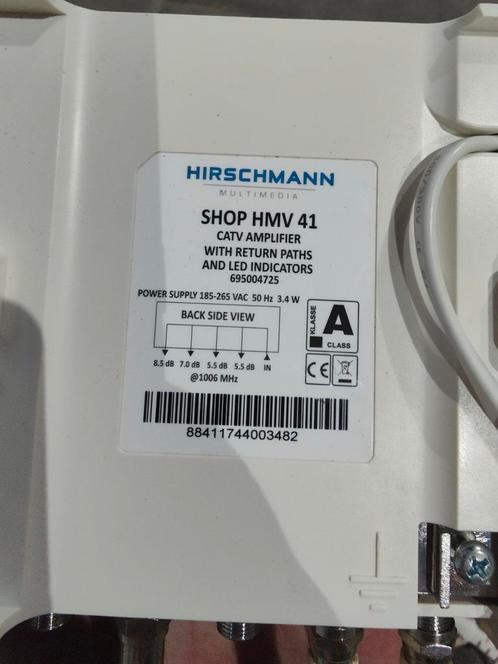 HIRSCHMANN
MULTIMEDIA
SHOP HMV 41
CATV AMPLIFIER
WITH RETURN PATHS
AND LED INDICATORS
695004725
POWER SUPPLY 185-265 VAC 50 Hz 3.4 W
BACK SIDE VIEW
8.5 dB 7.0 dB 5.5 dB 5.5 dB IN
@1006 MHz
KLASSE
A
CLASS
CE
88411744003482